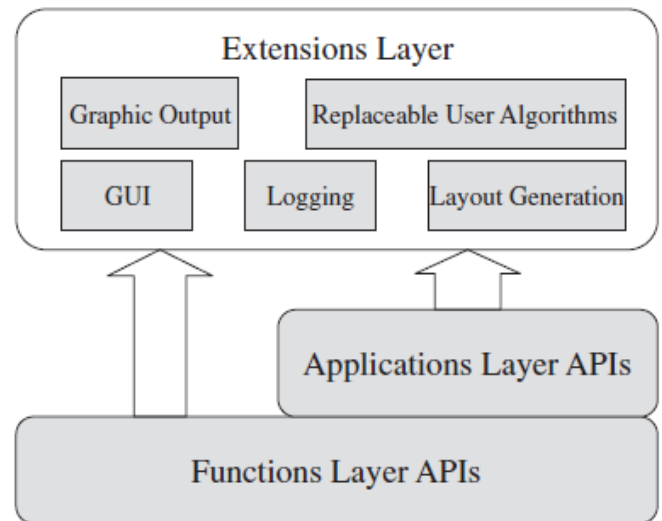 Extensions Layer
Graphic Output
Replaceable User Algorithms
GUI
Logging
Layout Generation
Applications Layer APIs
Functions Layer APIs